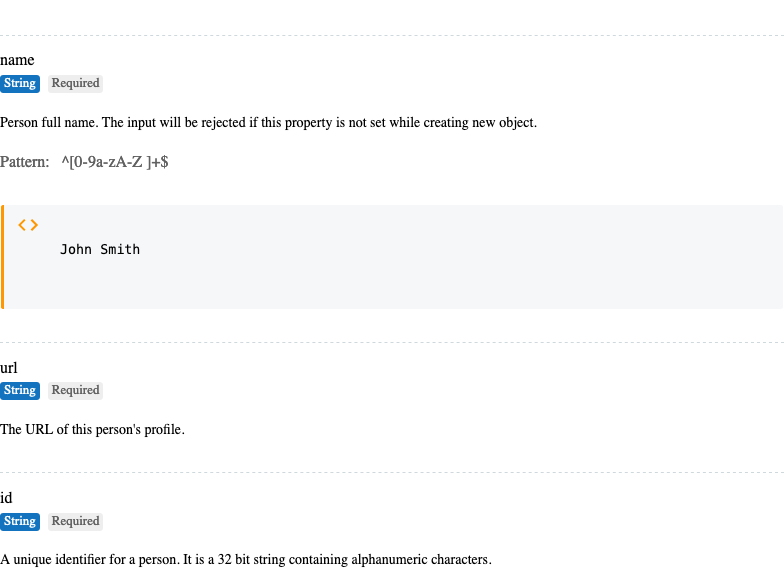 name
String Required
Person full name. The input will be rejected if this property is not set while creating new object.
Pattern: ^[0-9a-zA-Z ]+$
<>
John Smith
url
String Required
The URL of this person's profile.
id
String Required
A unique identifier for a person. It is a 32 bit string containing alphanumeric characters.